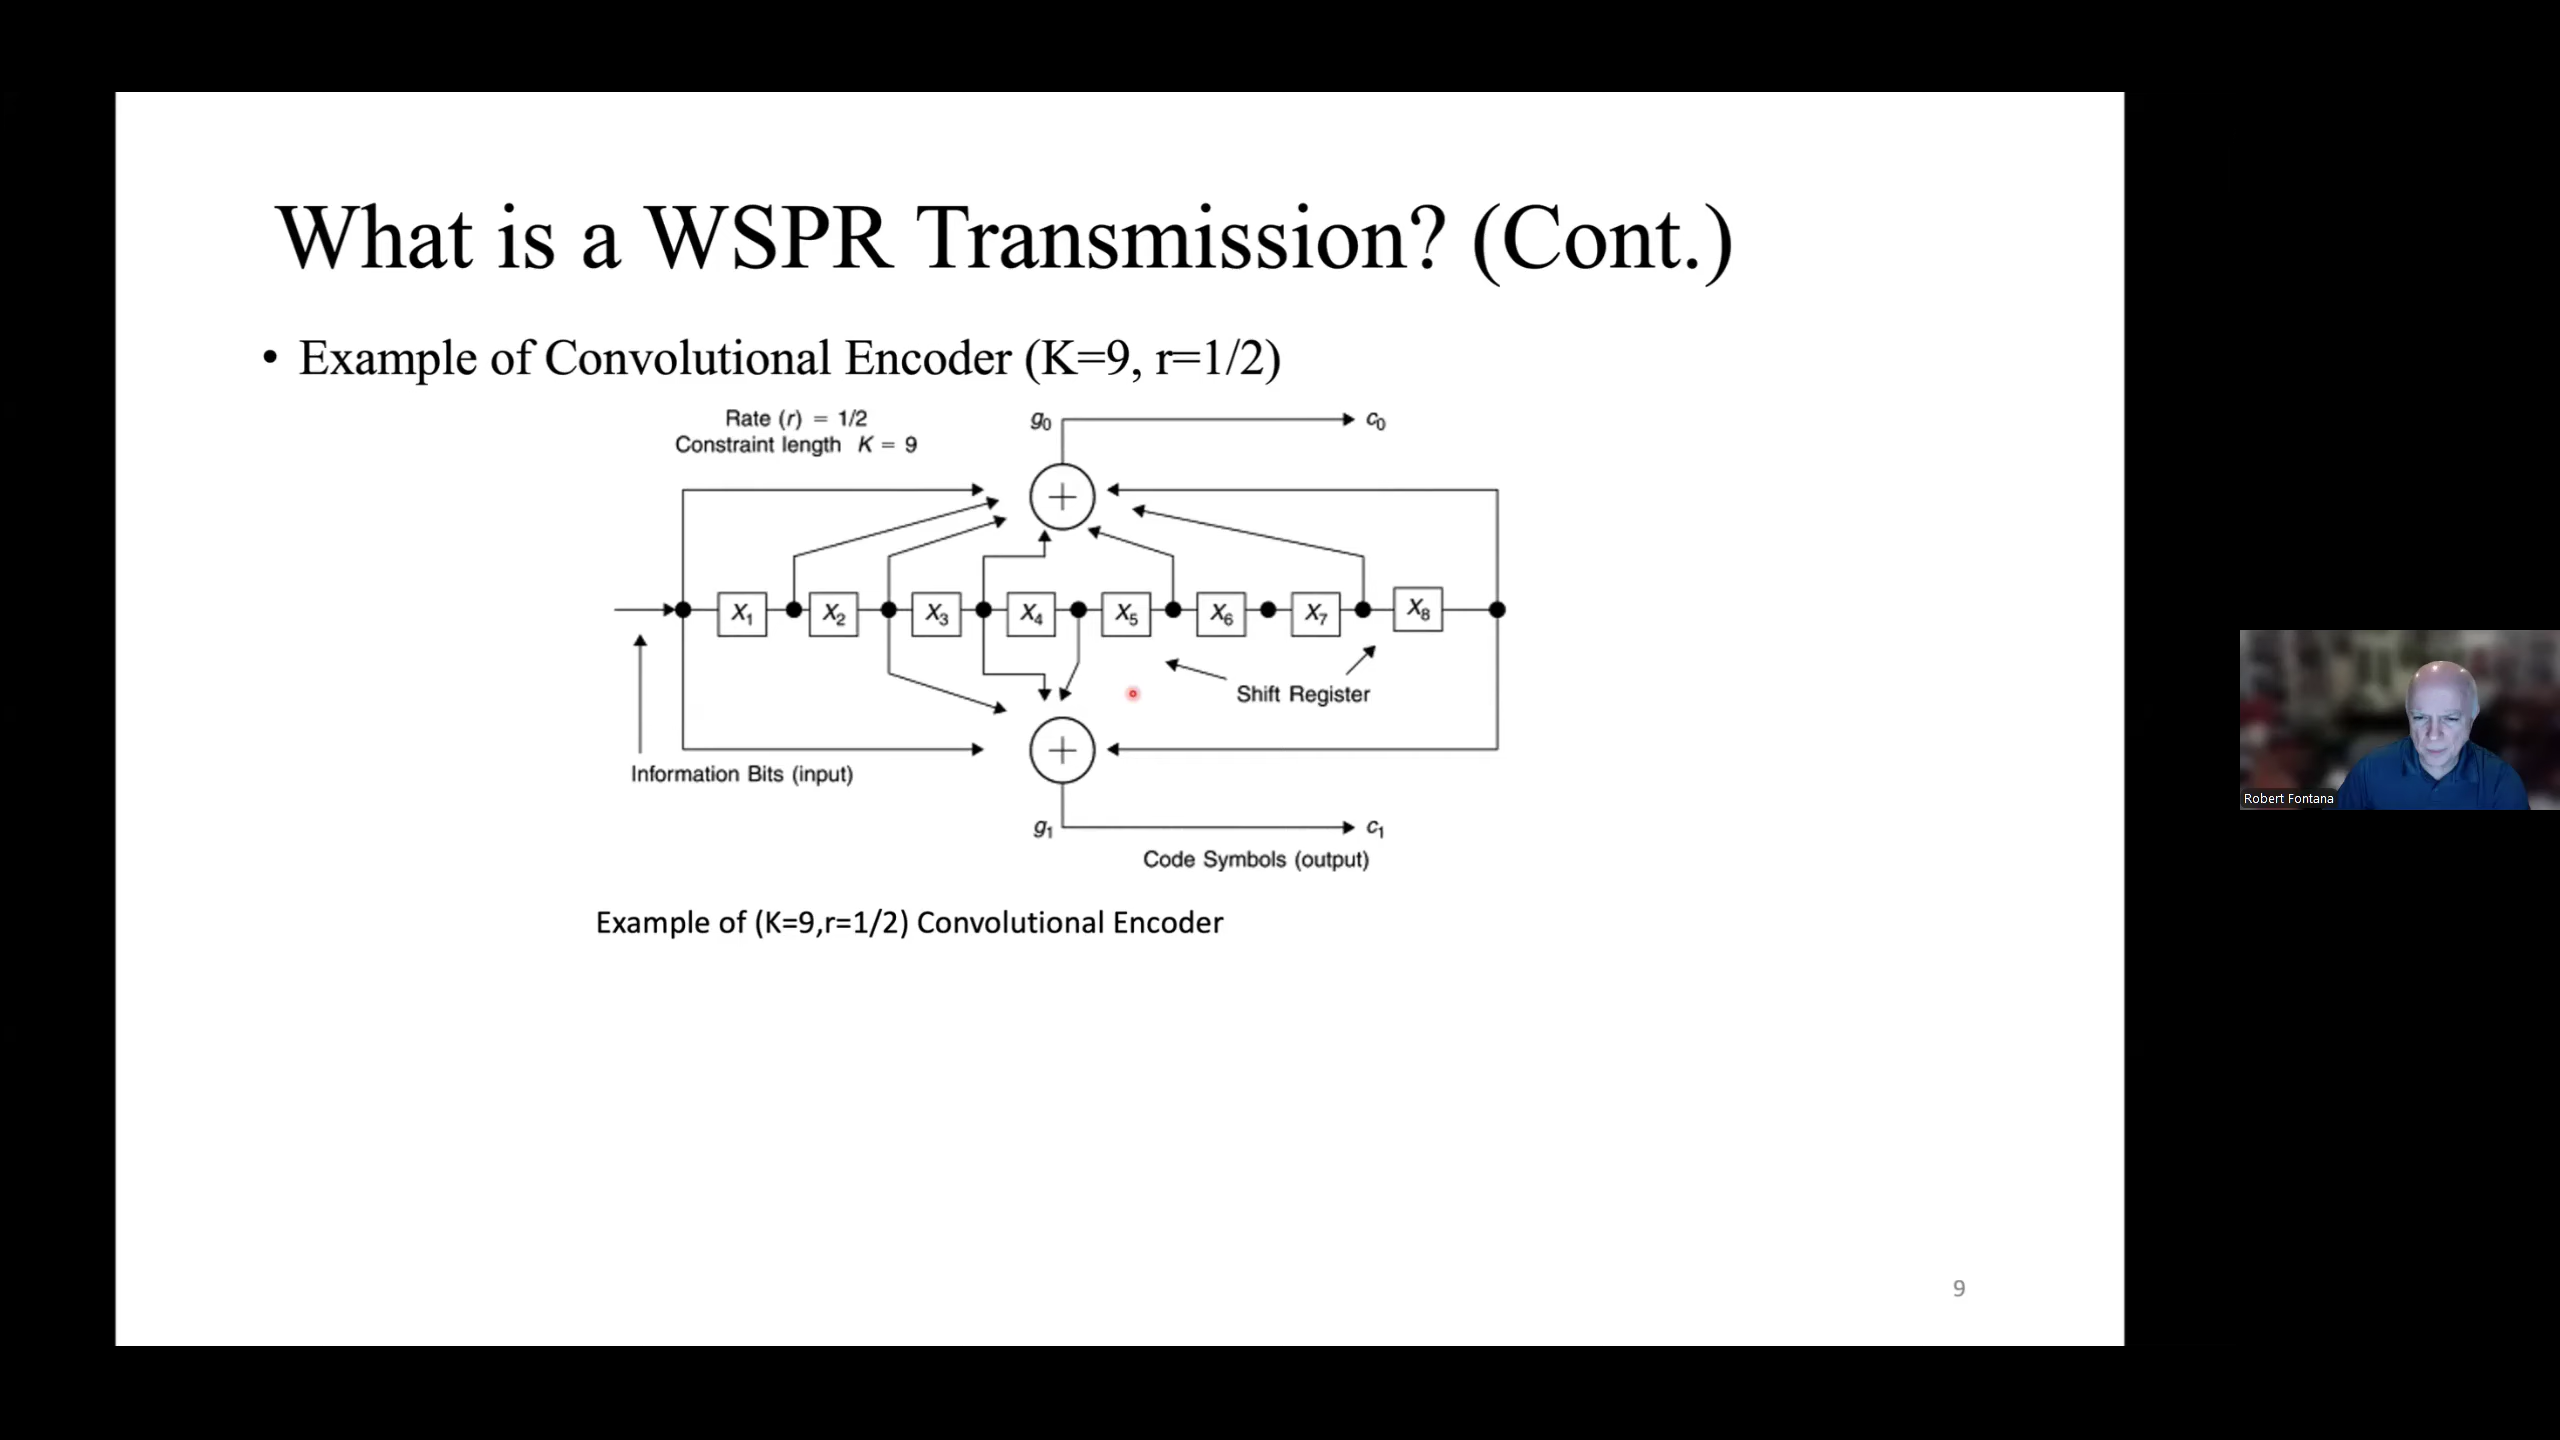 What is a WSPR Transmission? (Cont.)
• Example of Convolutional Encoder (K=9, r=1/2)
Rate (r) = 1/2
Constraint length K = 9
g₀
c₀
X₁ X₂ X₃ X₄ X₅ X₆ X₇ X₈
Shift Register
Information Bits (input)
g₁
c₁
Code Symbols (output)
Example of (K=9,r=1/2) Convolutional Encoder
9
Robert Fontana